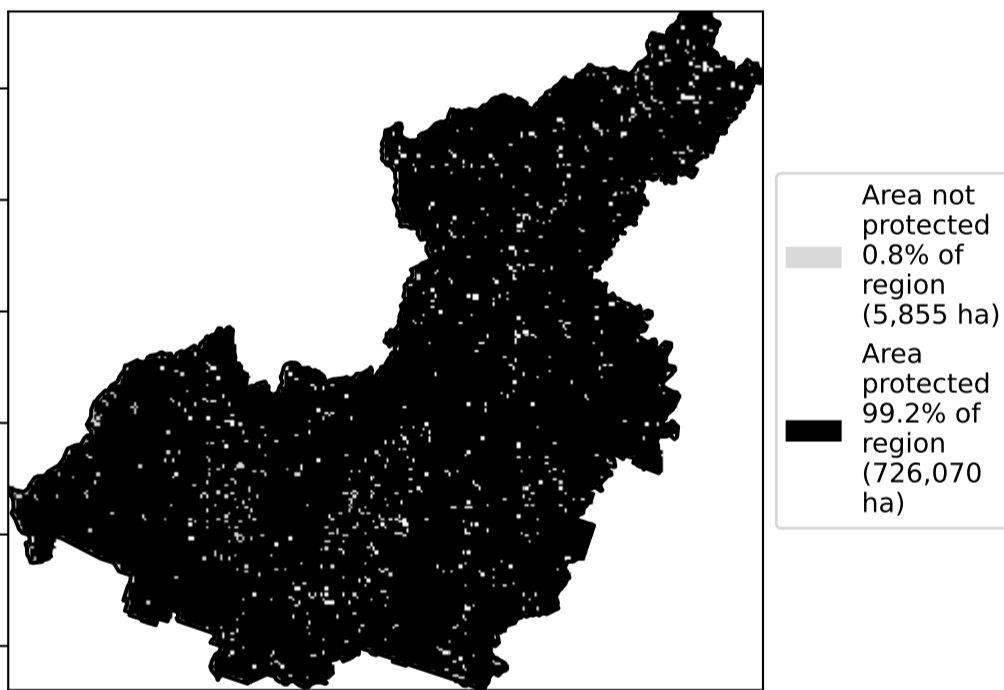 Area not
protected
0.8% of
region
(5,855 ha)
Area
protected
99.2% of
region
(726,070
ha)